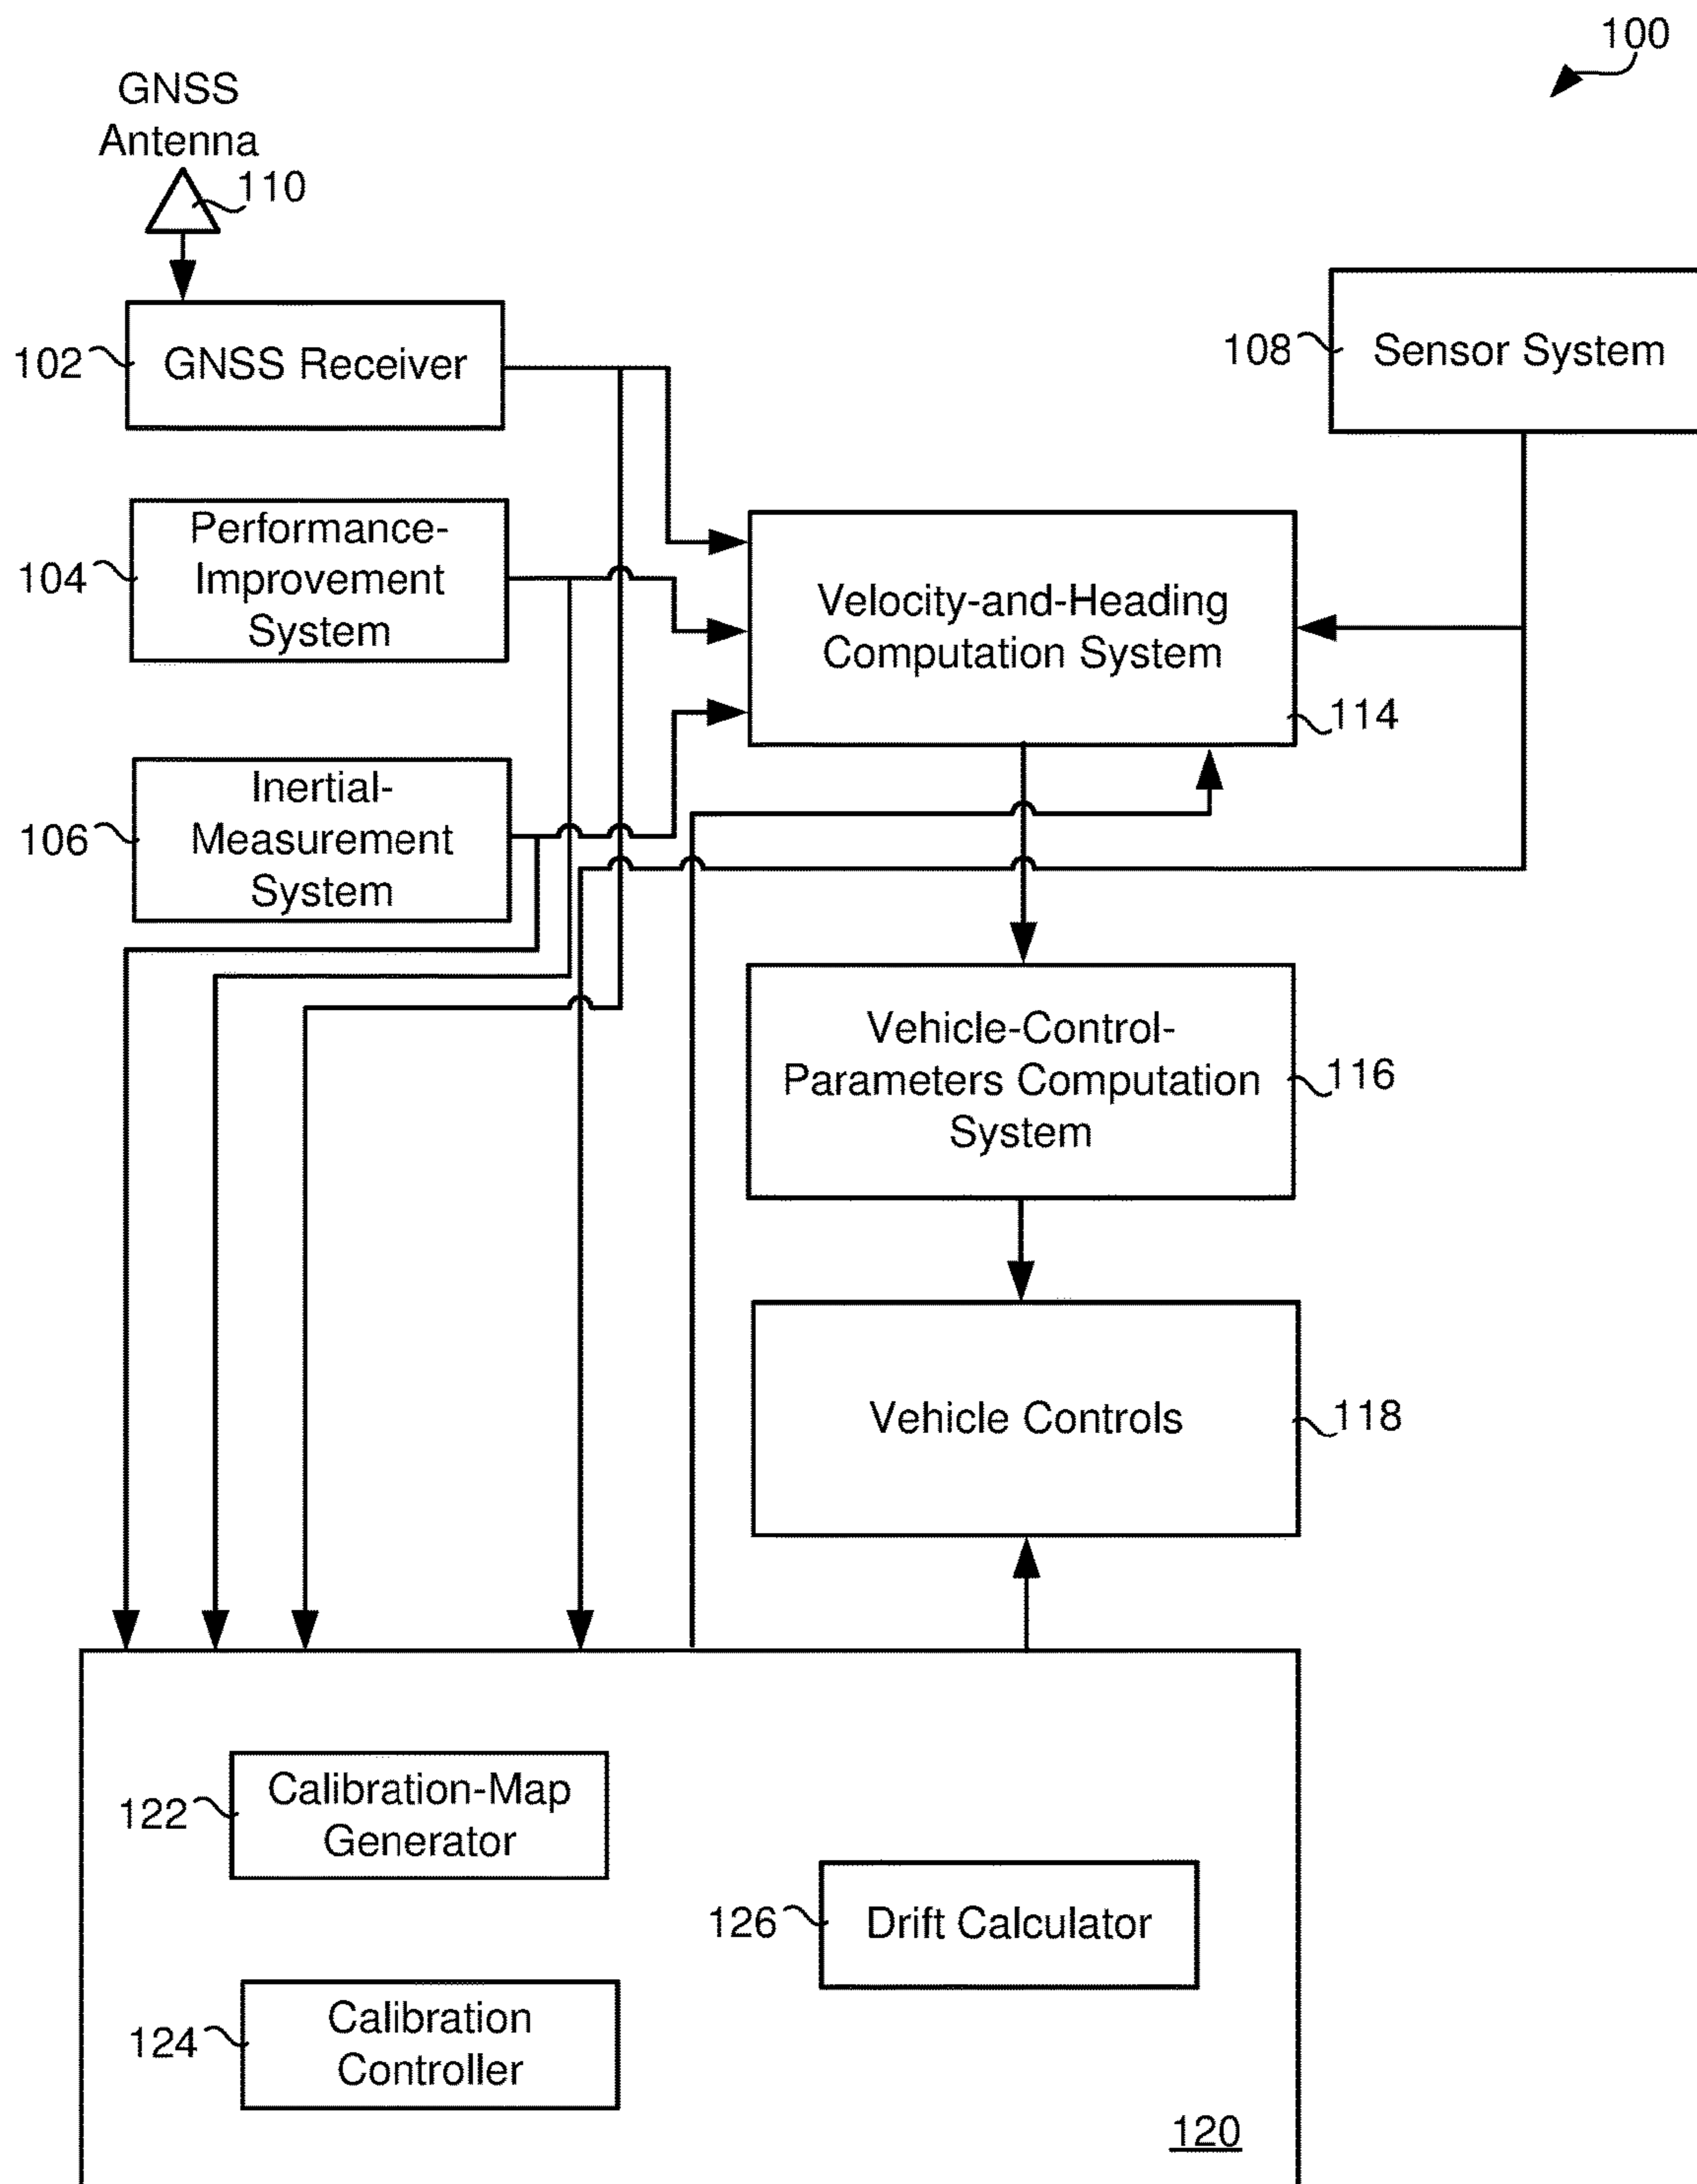 100
GNSS
Antenna
110
102
GNSS Receiver
108
Sensor System
104
Performance-
Improvement
System
Velocity-and-Heading
Computation System
114
106
Inertial-
Measurement
System
Vehicle-Control-
Parameters Computation
System
116
Vehicle Controls
118
122
Calibration-Map
Generator
126
Drift Calculator
124
Calibration
Controller
120